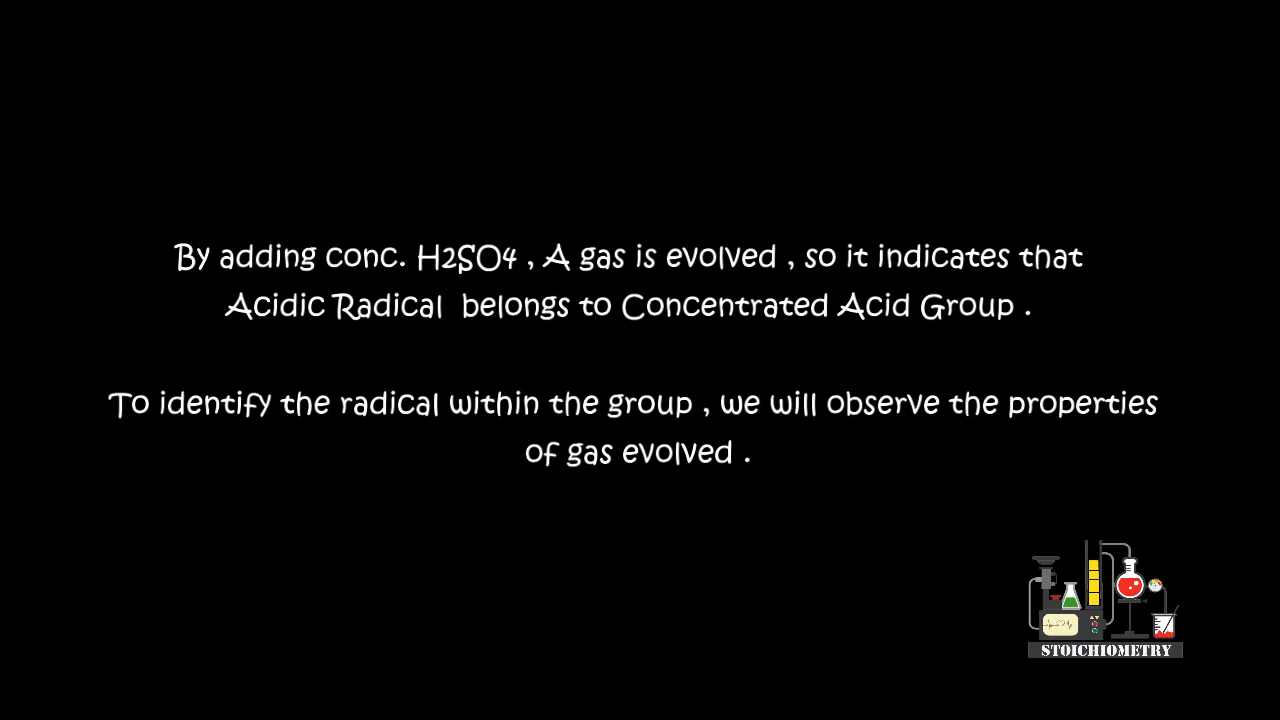 By adding conc. H2SO4 , A gas is evolved , so it indicates that
Acidic Radical belongs to Concentrated Acid Group .
To identify the radical within the group , we will observe the properties
of gas evolved .
STOICHIOMETRY